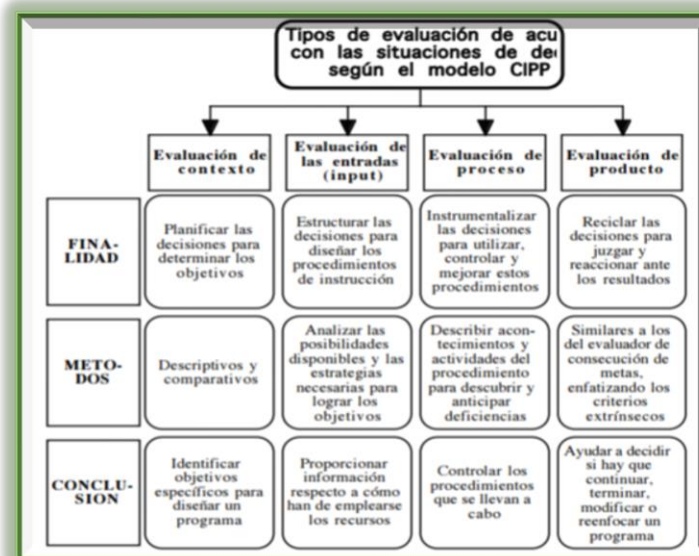 Tipos de evaluación de acu
con las situaciones de de
según el modelo CIPP
Evaluación de
contexto
Evaluación de
las entradas
(input)
Evaluación de
proceso
Evaluación de
producto
FINA-
LIDAD
Planificar las
decisiones para
determinar los
objetivos
Estructurar las
decisiones para
diseñar los
procedimientos
de instrucción
Instrumentalizar
las decisiones
para utilizar,
controlar y
mejorar estos
procedimientos
Reciclar las
decisiones para
juzgar y
reaccionar ante
los resultados
METO-
DOS
Descriptivos y
comparativos
Analizar las
posibilidades
disponibles y las
estrategias
necesarias para
lograr los
objetivos
Describir acon-
tecimientos y
actividades del
procedimiento
para descubrir y
anticipar
deficiencias
Similares a los
del evaluador de
consecución de
metas,
enfatizando los
criterios
extrínsecos
CONCLU-
SION
Identificar
objetivos
específicos para
diseñar un
programa
Proporcionar
información
respecto a cómo
han de emplearse
los recursos
Controlar los
procedimientos
que se llevan a
cabo
Ayudar a decidir
si hay que
continuar,
terminar,
modificar o
reenfocar un
programa